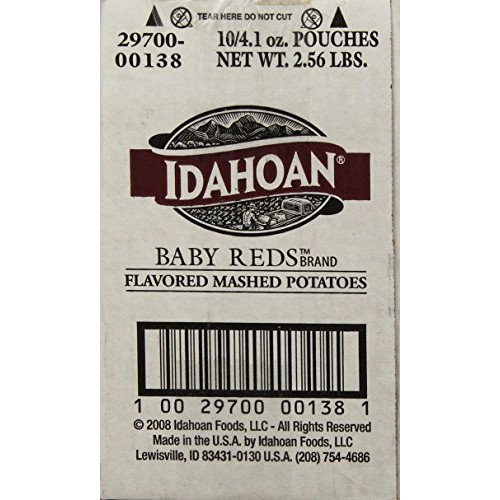 TEAR HERE DO NOT CUT
29700-
00138
10/4.1 oz. POUCHES
NET WT. 2.56 LBS.
IDAHOAN®
BABY REDS™ BRAND
FLAVORED MASHED POTATOES
1 00 29700 00138 1
© 2008 Idahoan Foods, LLC - All Rights Reserved
Made in the U.S.A. by Idahoan Foods, LLC
Lewisville, ID 83431-0130 U.S.A. (208) 754-4686